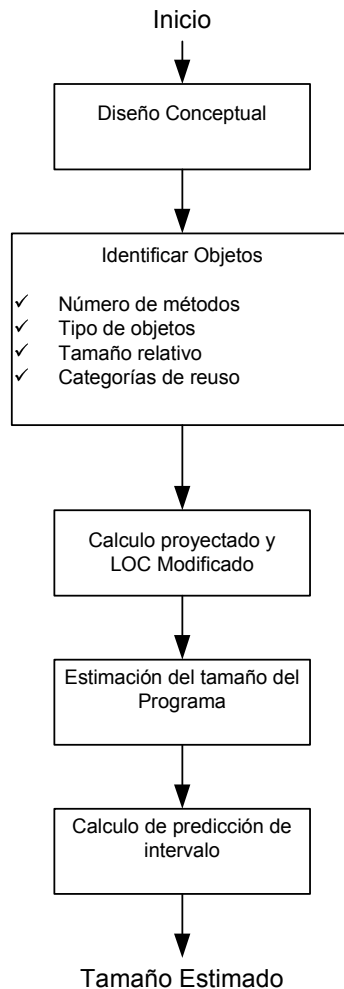 Inicio
Diseño Conceptual
Identificar Objetos
✓ Número de métodos
✓ Tipo de objetos
✓ Tamaño relativo
✓ Categorías de reuso
Calculo proyectado y
LOC Modificado
Estimación del tamaño del
Programa
Calculo de predicción de
intervalo
Tamaño Estimado